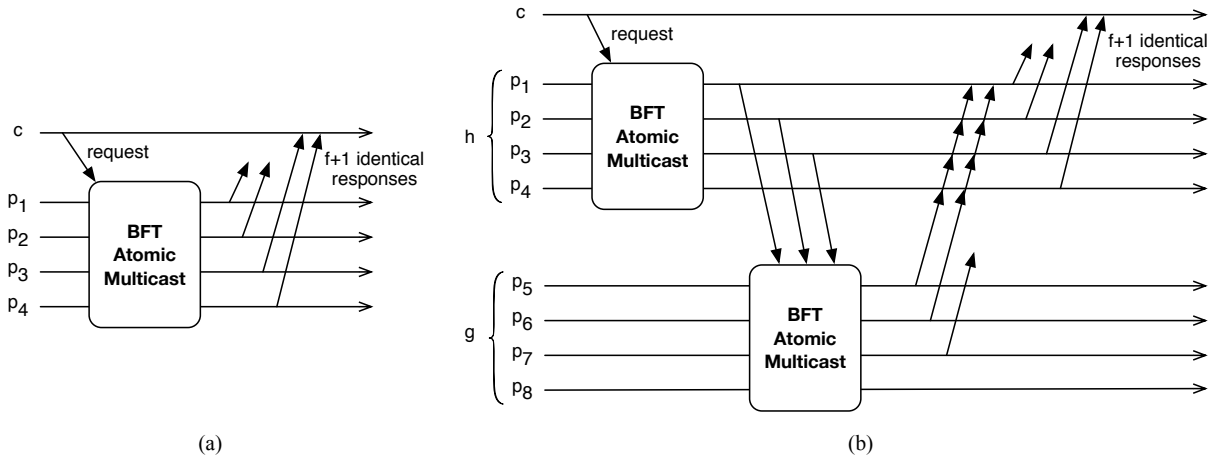 c
request
f+1 identical
responses
p1
p2
p3
p4
BFT
Atomic
Multicast
(a)
c
request
f+1 identical
responses
h
p1
p2
p3
p4
BFT
Atomic
Multicast
g
p5
p6
p7
p8
BFT
Atomic
Multicast
(b)